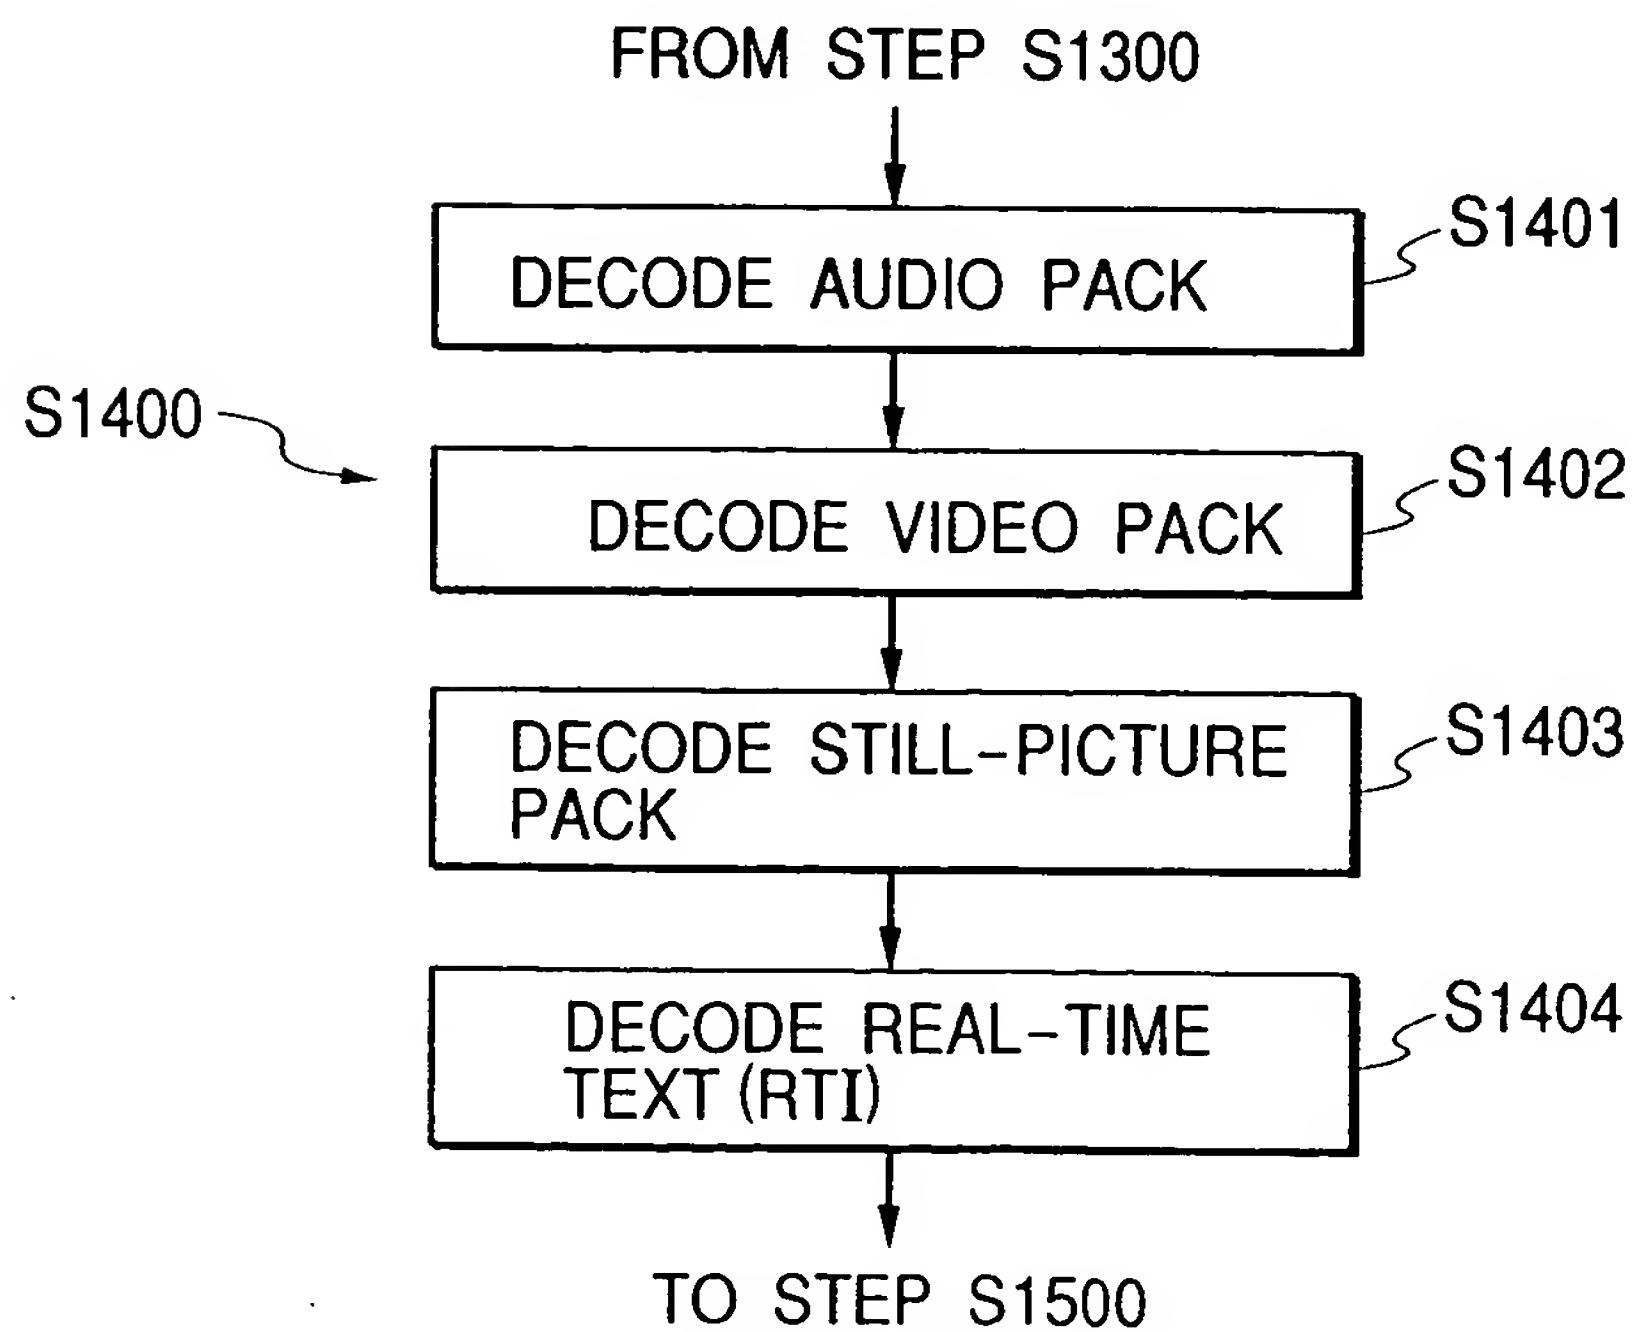 FROM STEP S1300
S1401
DECODE AUDIO PACK
S1400
S1402
DECODE VIDEO PACK
S1403
DECODE STILL-PICTURE
PACK
S1404
DECODE REAL-TIME
TEXT (RTI)
TO STEP S1500